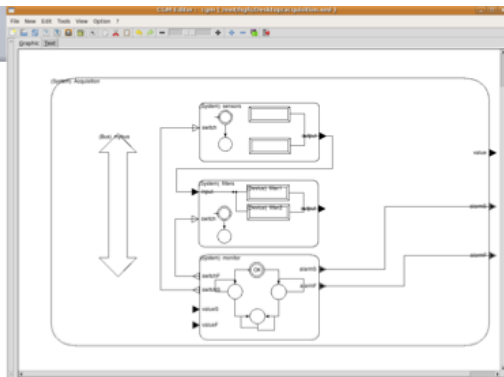 File New Edit Tools View Option ?
Graphic Text
(System) Acquisition
(System) sensors
(Bus) mybus
switch
output
value
(System) filters
input
(Device) filter1
(Device) filter2
output
switch
alarmS
(System) monitor
OK
switchF
alarmS
switchS
alarmF
alarmF
valueS
valueF